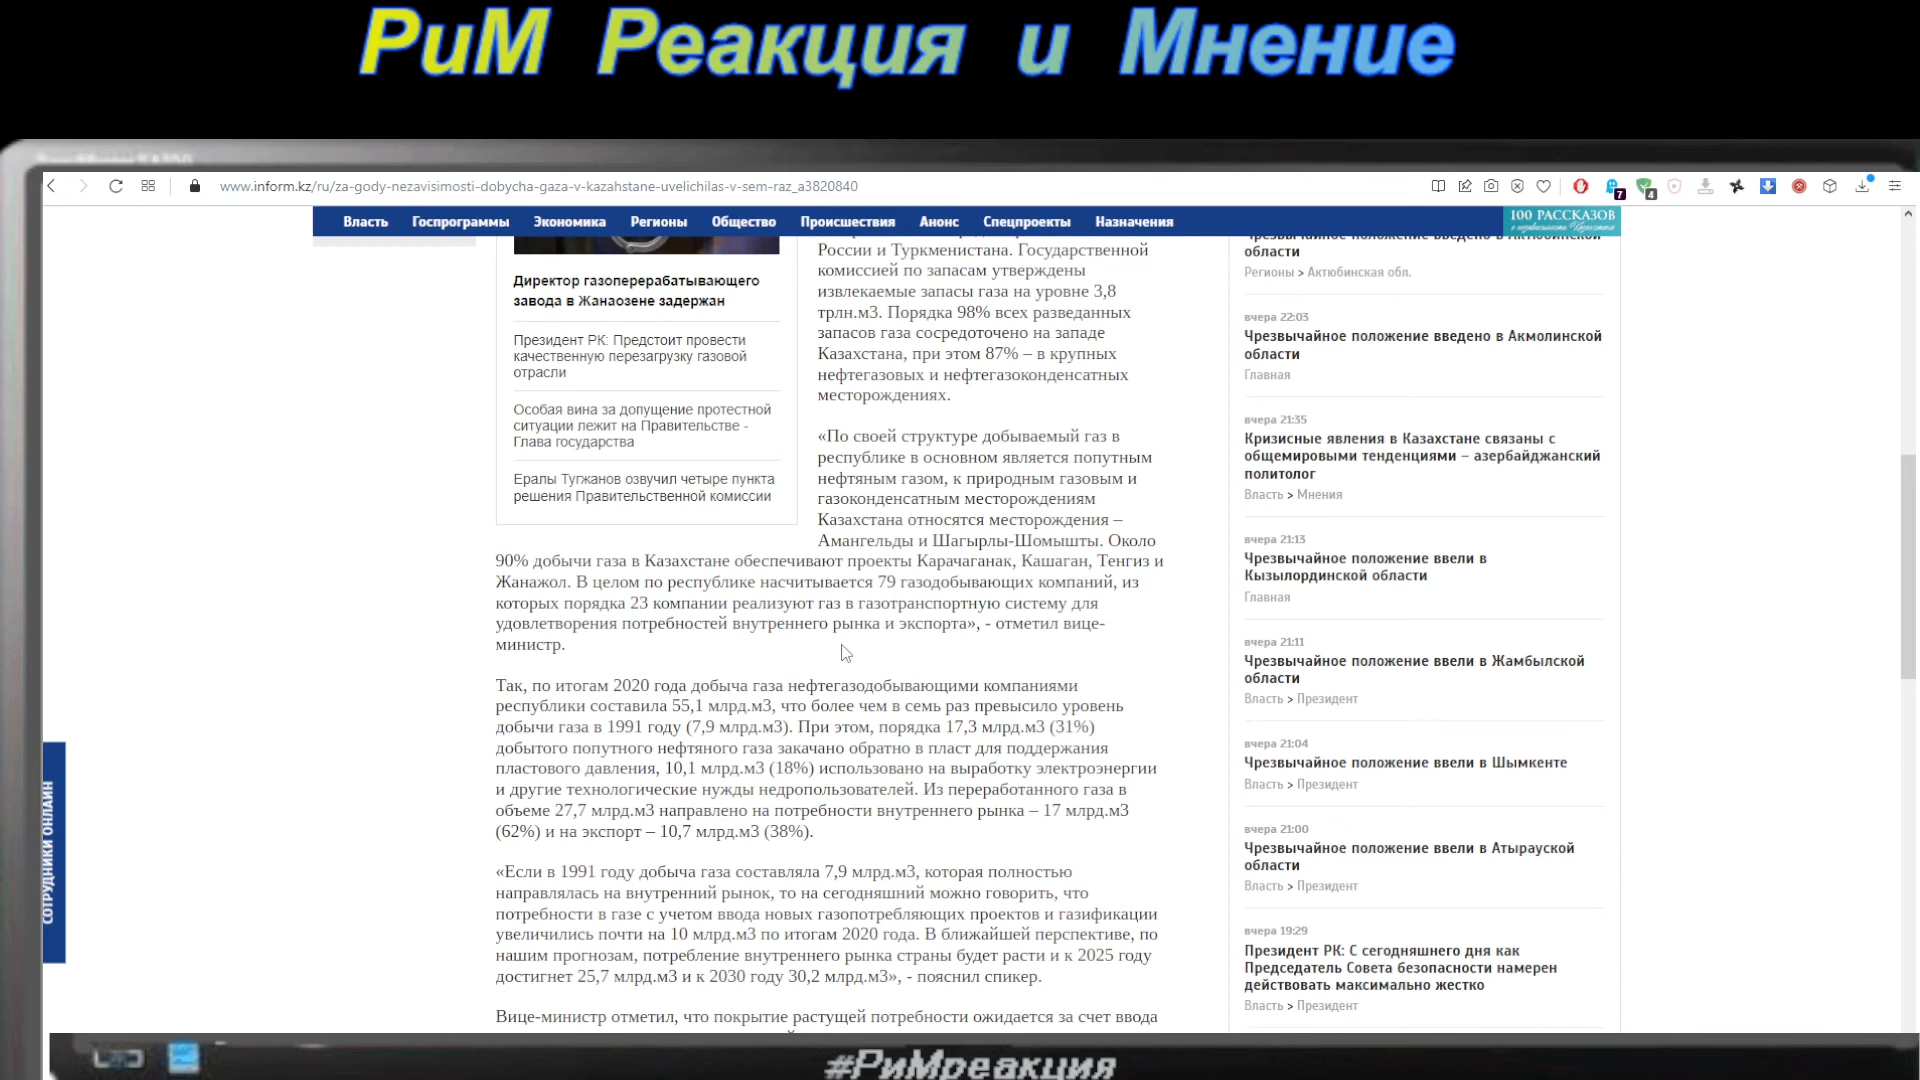 РиМ Реакция и Мнение
www.inform.kz/ru/za-gody-nezavisimosti-dobycha-gaza-v-kazahstane-uvelichilas-v-sem-raz_a3820840
7
4
Власть Госпрограммы Экономика Регионы Общество Происшествия Анонс Спецпроекты Назначения
100 РАССКАЗОВ
о независимости Казахстана
Директор газоперерабатывающего
завода в Жанаозене задержан
Президент РК: Предстоит провести
качественную перезагрузку газовой
отрасли
Особая вина за допущение протестной
ситуации лежит на Правительстве -
Глава государства
Ералы Тугжанов озвучил четыре пункта
решения Правительственной комиссии
России и Туркменистана. Государственной
комиссией по запасам утверждены
извлекаемые запасы газа на уровне 3,8
трлн.м3. Порядка 98% всех разведанных
запасов газа сосредоточено на западе
Казахстана, при этом 87% – в крупных
нефтегазовых и нефтегазоконденсатных
месторождениях.
«По своей структуре добываемый газ в
республике в основном является попутным
нефтяным газом, к природным газовым и
газоконденсатным месторождениям
Казахстана относятся месторождения –
Амангельды и Шагырлы-Шомышты. Около
90% добычи газа в Казахстане обеспечивают проекты Карачаганак, Кашаган, Тенгиз и
Жанажол. В целом по республике насчитывается 79 газодобывающих компаний, из
которых порядка 23 компании реализуют газ в газотранспортную систему для
удовлетворения потребностей внутреннего рынка и экспорта», - отметил вице-
министр.
Так, по итогам 2020 года добыча газа нефтегазодобывающими компаниями
республики составила 55,1 млрд.м3, что более чем в семь раз превысило уровень
добычи газа в 1991 году (7,9 млрд.м3). При этом, порядка 17,3 млрд.м3 (31%)
добытого попутного нефтяного газа закачано обратно в пласт для поддержания
пластового давления, 10,1 млрд.м3 (18%) использовано на выработку электроэнергии
и другие технологические нужды недропользователей. Из переработанного газа в
объеме 27,7 млрд.м3 направлено на потребности внутреннего рынка – 17 млрд.м3
(62%) и на экспорт – 10,7 млрд.м3 (38%).
«Если в 1991 году добыча газа составляла 7,9 млрд.м3, которая полностью
направлялась на внутренний рынок, то на сегодняшний можно говорить, что
потребности в газе с учетом ввода новых газопотребляющих проектов и газификации
увеличились почти на 10 млрд.м3 по итогам 2020 года. В ближайшей перспективе, по
нашим прогнозам, потребление внутреннего рынка страны будет расти и к 2025 году
достигнет 25,7 млрд.м3 и к 2030 году 30,2 млрд.м3», - пояснил спикер.
Вице-министр отметил, что покрытие растущей потребности ожидается за счет ввода
Чрезвычайное положение введено в Актюбинской
области
Регионы > Актюбинская обл.
вчера 22:03
Чрезвычайное положение введено в Акмолинской
области
Главная
вчера 21:35
Кризисные явления в Казахстане связаны с
общемировыми тенденциями – азербайджанский
политолог
Власть > Мнения
вчера 21:13
Чрезвычайное положение ввели в
Кызылординской области
Главная
вчера 21:11
Чрезвычайное положение ввели в Жамбылской
области
Власть > Президент
вчера 21:04
Чрезвычайное положение ввели в Шымкенте
Власть > Президент
вчера 21:00
Чрезвычайное положение ввели в Атырауской
области
Власть > Президент
вчера 19:29
Президент РК: С сегодняшнего дня как
Председатель Совета безопасности намерен
действовать максимально жестко
Власть > Президент
СОТРУДНИКИ ОНЛАЙН
#РиМреакция